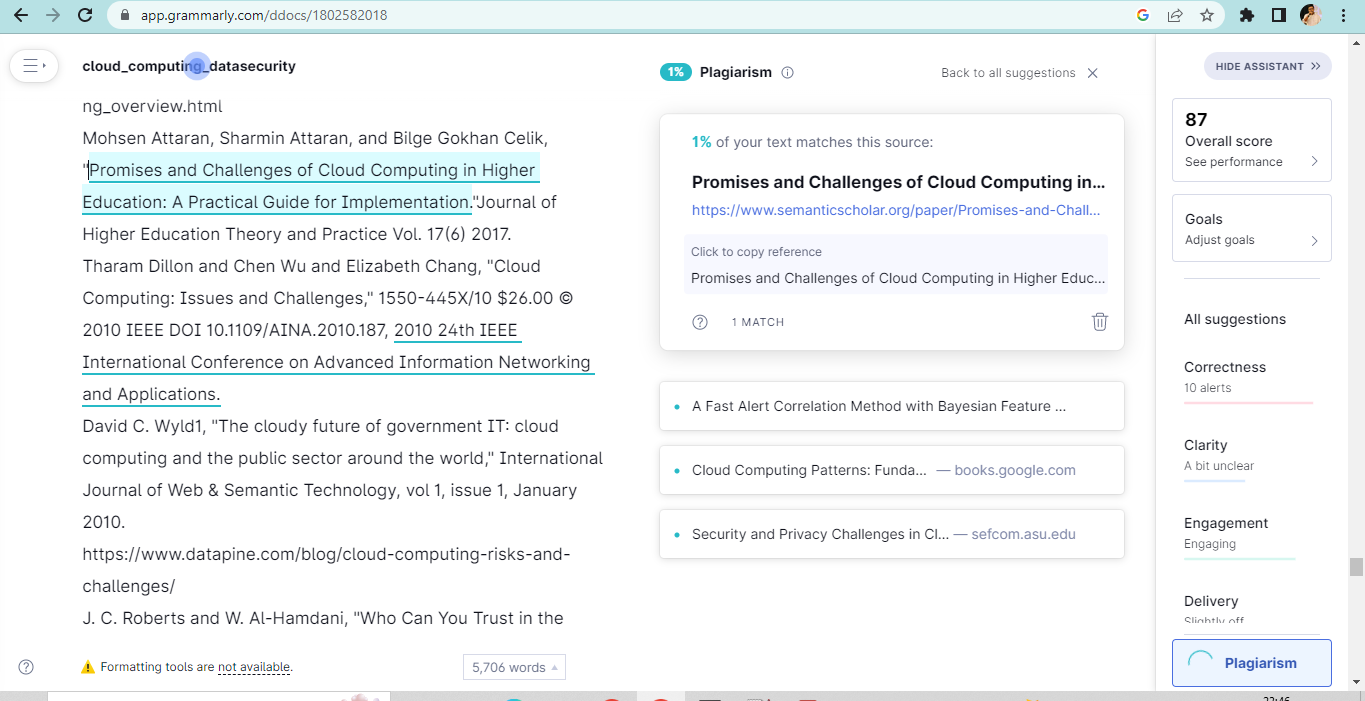 app.grammarly.com/ddocs/1802582018
cloud_computing_datasecurity
ng_overview.html
Mohsen Attaran, Sharmin Attaran, and Bilge Gokhan Celik,
"Promises and Challenges of Cloud Computing in Higher
Education: A Practical Guide for Implementation."Journal of
Higher Education Theory and Practice Vol. 17(6) 2017.
Tharam Dillon and Chen Wu and Elizabeth Chang, "Cloud
Computing: Issues and Challenges," 1550-445X/10 $26.00 ©
2010 IEEE DOI 10.1109/AINA.2010.187, 2010 24th IEEE
International Conference on Advanced Information Networking
and Applications.
David C. Wyld1, "The cloudy future of government IT: cloud
computing and the public sector around the world," International
Journal of Web & Semantic Technology, vol 1, issue 1, January
2010.
https://www.datapine.com/blog/cloud-computing-risks-and-
challenges/
J. C. Roberts and W. Al-Hamdani, "Who Can You Trust in the
Formatting tools are not available.
5,706 words
1% Plagiarism
Back to all suggestions
1% of your text matches this source:
Promises and Challenges of Cloud Computing in...
https://www.semanticscholar.org/paper/Promises-and-Chall...
Click to copy reference
Promises and Challenges of Cloud Computing in Higher Educ...
1 MATCH
A Fast Alert Correlation Method with Bayesian Feature ...
Cloud Computing Patterns: Funda... — books.google.com
Security and Privacy Challenges in Cl... — sefcom.asu.edu
HIDE ASSISTANT
87
Overall score
See performance
Goals
Adjust goals
All suggestions
Correctness
10 alerts
Clarity
A bit unclear
Engagement
Engaging
Delivery
Slightly off
Plagiarism